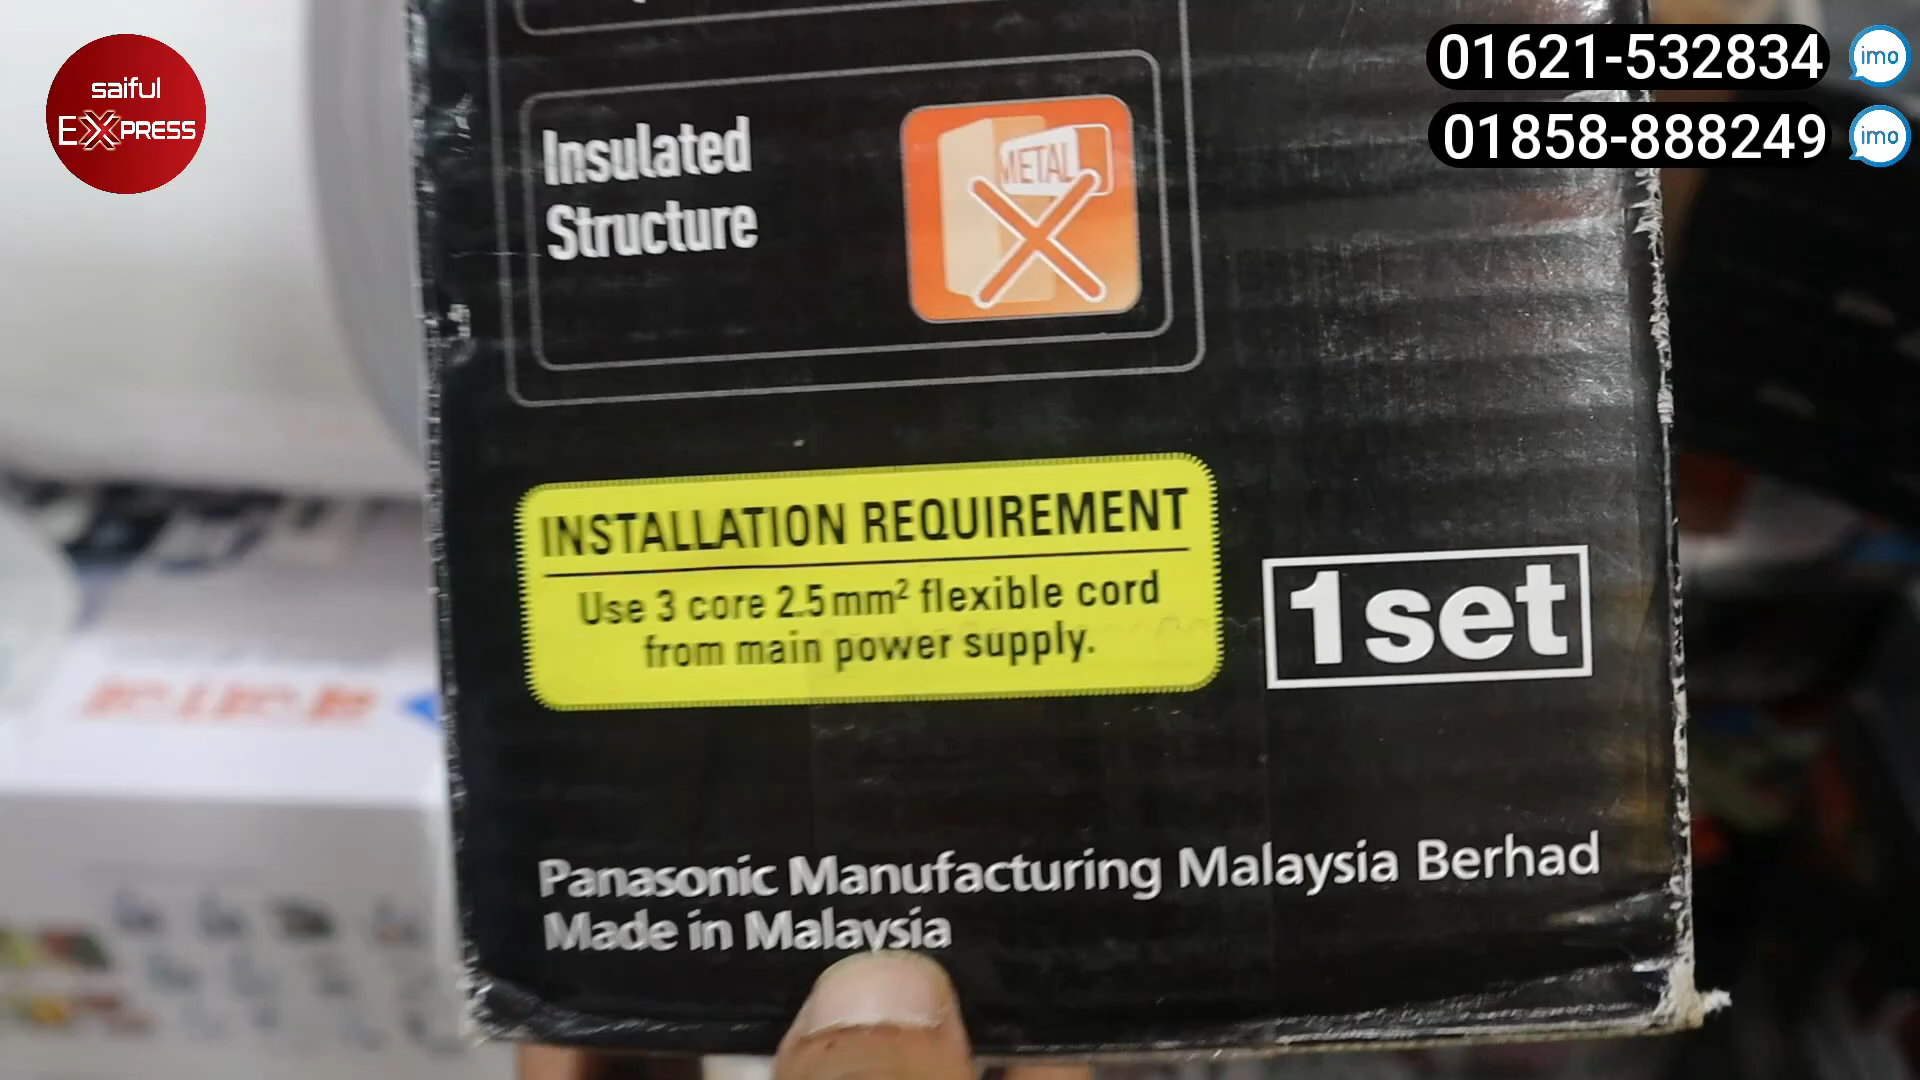 saiful
EXPRESS
01621-532834
imo
01858-888249
imo
Insulated
Structure
METAL
INSTALLATION REQUIREMENT
Use 3 core 2.5mm² flexible cord
from main power supply.
1set
Panasonic Manufacturing Malaysia Berhad
Made in Malaysia